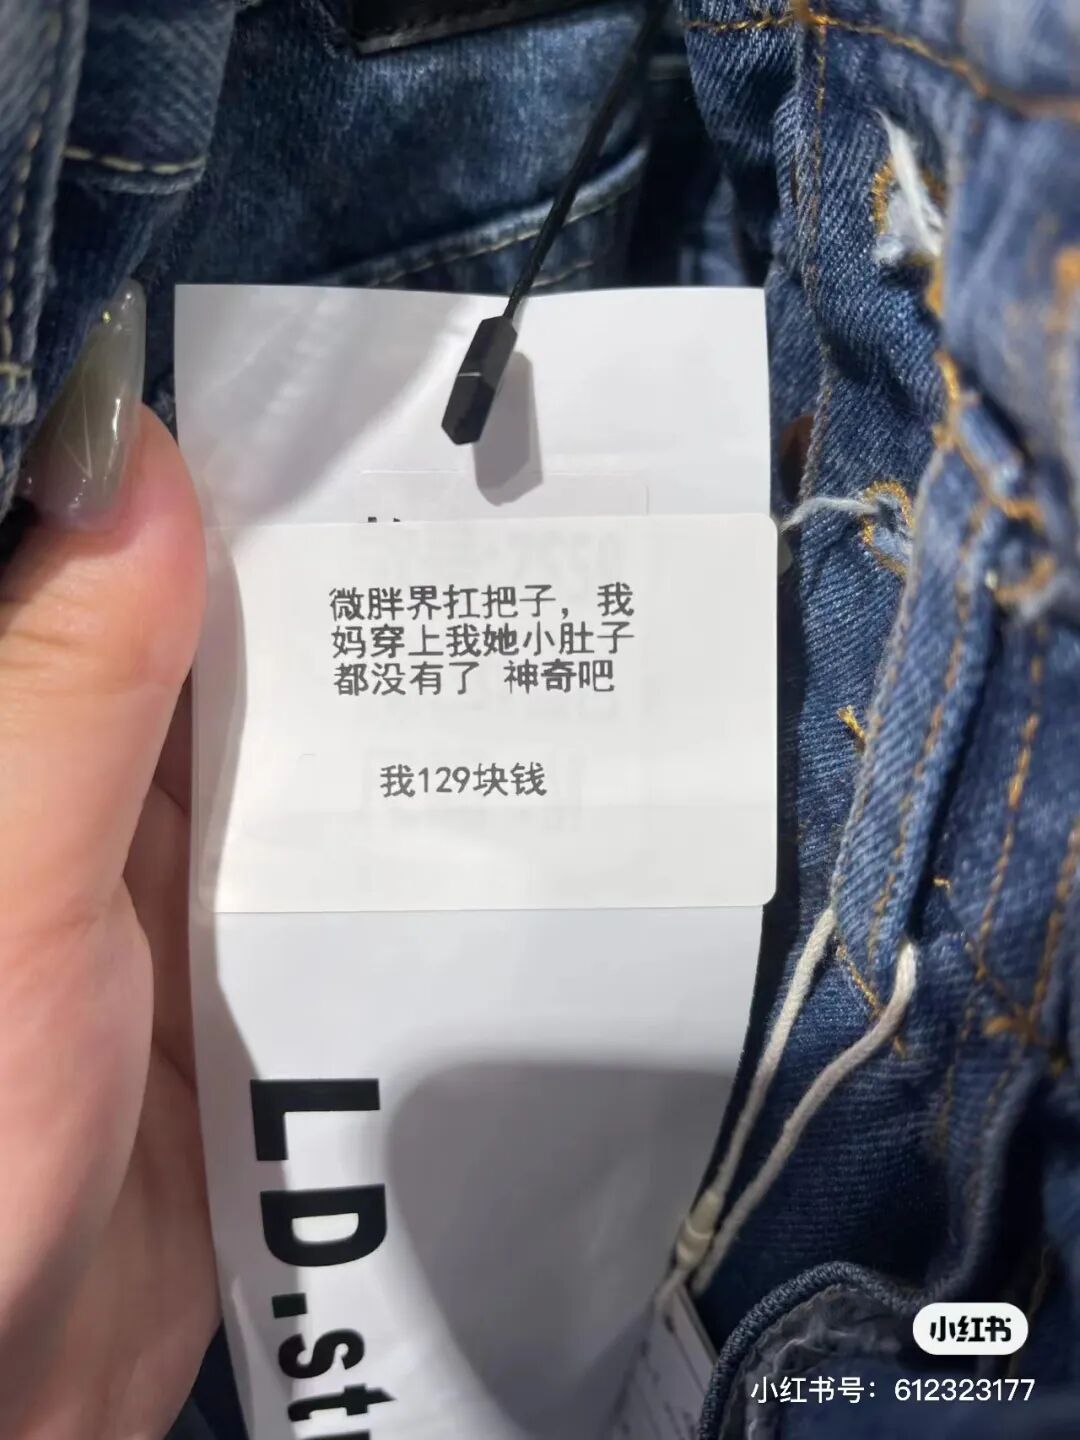 微胖界扛把子，我
妈穿上我她小肚子
都没有了 神奇吧
我129块钱
LD.st
小红书
小红书号：612323177